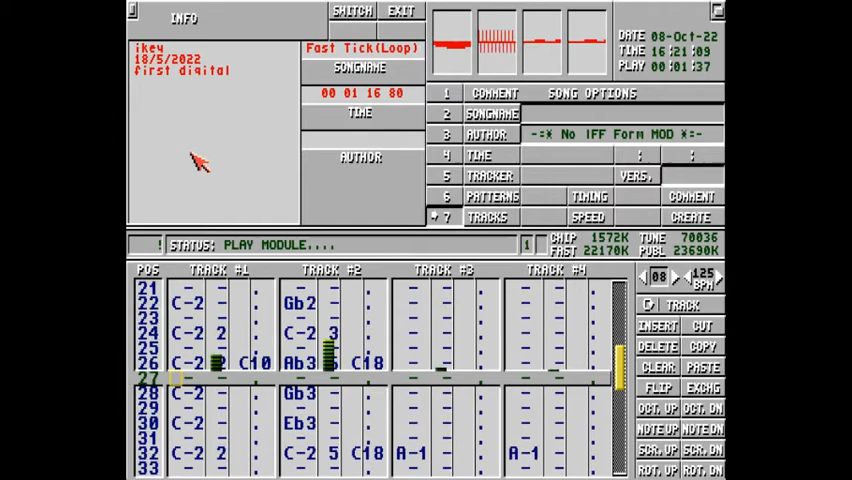 INFO SWITCH EXIT
ikey
18/5/2022
first digital
Fast Tick(Loop)
SONGNAME
00 01 16 80
TIME
AUTHOR
DATE 08-Oct-22
TIME 16:21:09
PLAY 00:01:37
1 COMMENT SONG OPTIONS
2 SONGNAME
3 AUTHOR -=* No IFF Form MOD *=-
4 TIME : :
5 TRACKER VERS.
6 PATTERNS TIMING COMMENT
7 TRACKS SPEED CREATE
! STATUS: PLAY MODULE.... 1
CHIP 1572K TUNE 70036
FAST 22170K PUBL 23690K
POS TRACK #1 TRACK #2 TRACK #3 TRACK #4
08 125 BPM
21 - - . - - . - - . - - .
22 C-2 - . Gb2 - . - - . - - .
23 - - . - - . - - . - - .
24 C-2 2 . C-2 3 . - - . - - .
25 - - . - - . - - . - - .
26 C-2 2 C10 Ab3 C18 - - . - - .
27 - - . - - . - - . - - .
28 C-2 - . Gb3 - . - - . - - .
29 - - . - - . - - . - - .
30 C-2 - . Eb3 - . - - . - - .
31 - - . - - . - - . - - .
32 C-2 2 . C-2 5 C18 A-1 - . A-1 - .
33 - - . - - . - - . - - .
TRACK
INSERT CUT
DELETE COPY
CLEAR PASTE
FLIP EXCHG
OCT. UP OCT. DN
NOTE UP NOTE DN
SCR. UP SCR. DN
ROT. UP ROT. DN